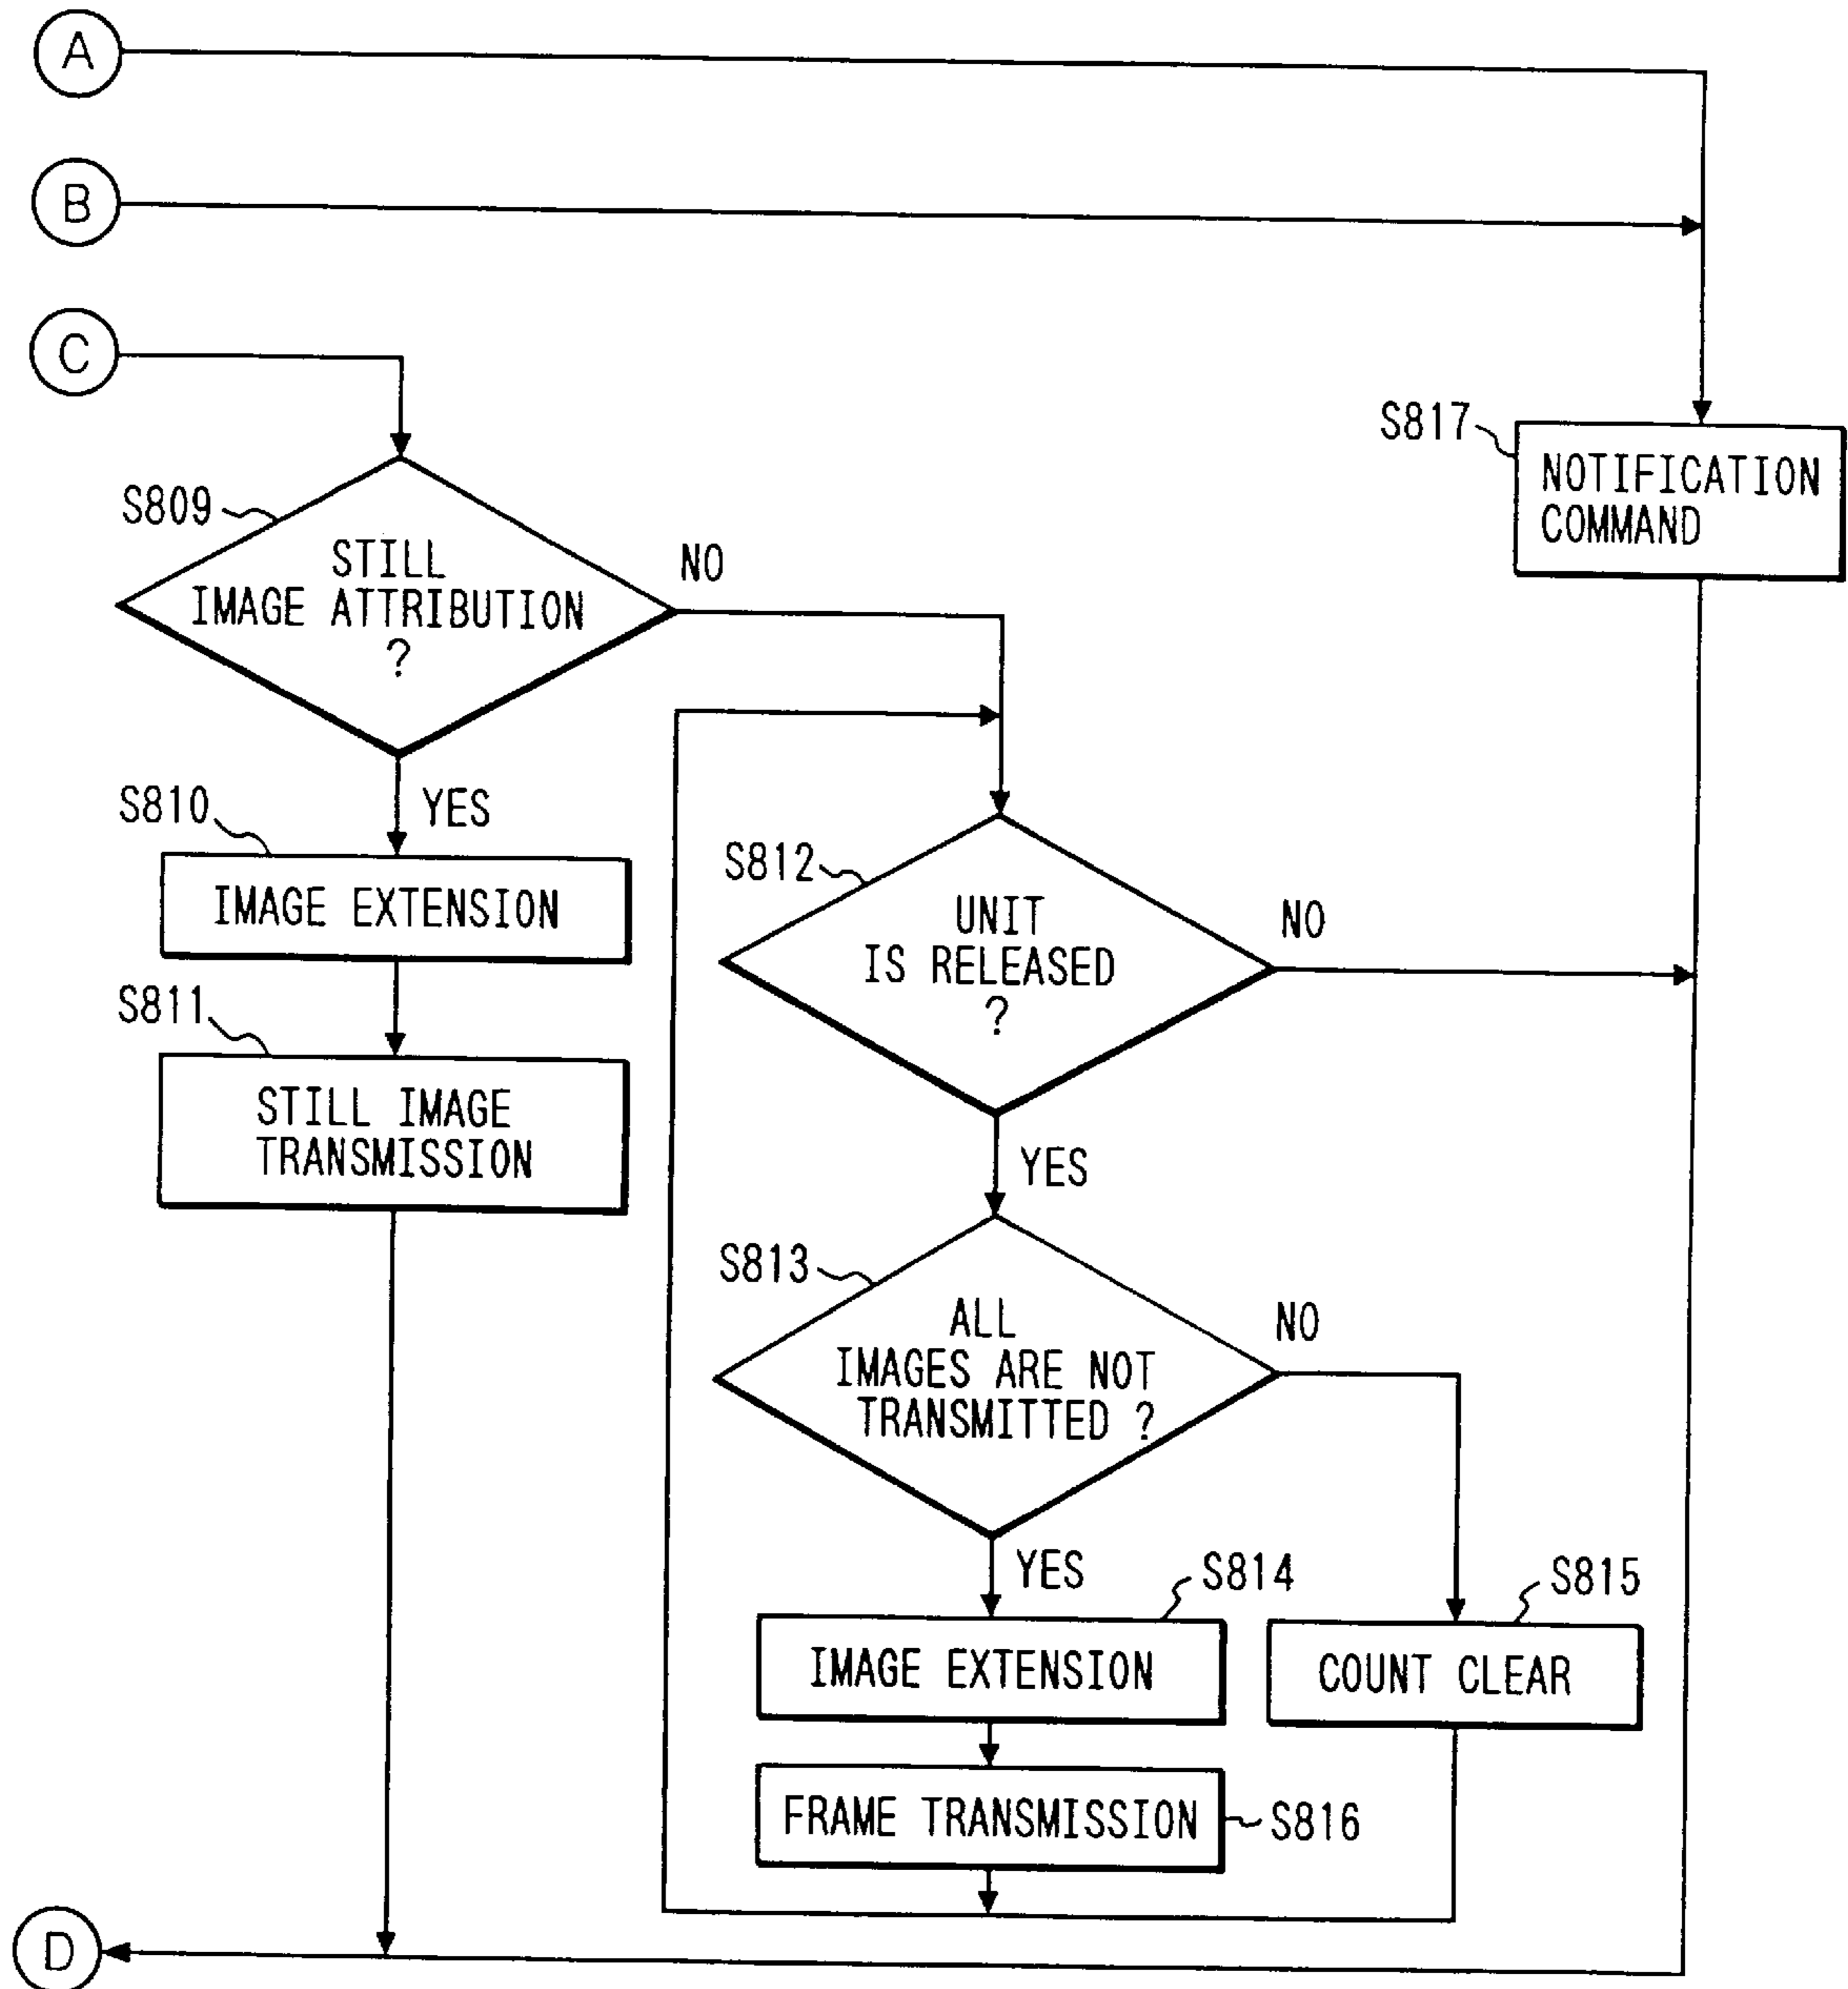 A
B
C
S817
NOTIFICATION
COMMAND
S809
STILL
IMAGE ATTRIBUTION
?
NO
YES
S810
IMAGE EXTENSION
S811
STILL IMAGE
TRANSMISSION
S812
UNIT
IS RELEASED
?
NO
YES
S813
ALL
IMAGES ARE NOT
TRANSMITTED ?
NO
YES
S814
IMAGE EXTENSION
S815
COUNT CLEAR
FRAME TRANSMISSION
S816
D